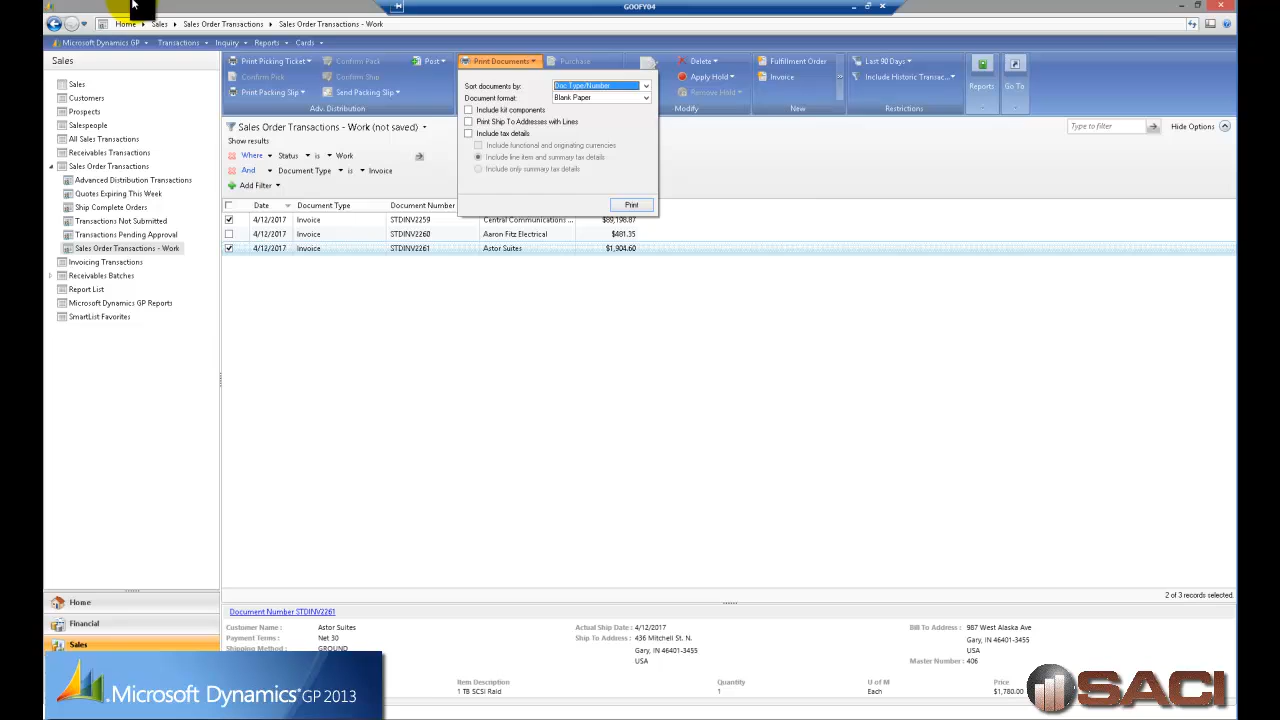 GOOFY04
Home Sales Sales Order Transactions Sales Order Transactions - Work
Microsoft Dynamics GP Transactions Inquiry Reports Cards
Sales
Print Picking Ticket Confirm Pack Post Print Documents Purchase Delete Fulfillment Order Last 90 Days
Confirm Pick Confirm Ship Apply Hold Invoice Include Historic Transac... Reports Go To
Print Packing Slip Send Packing Slip Remove Hold
Adv. Distribution Modify New Restrictions
Sort documents by: Doc Type/Number
Document format: Blank Paper
Include kit components
Print Ship To Addresses with Lines
Include tax details
Include functional and originating currencies
Include line item and summary tax details
Include only summary tax details
Print
Sales
Customers
Prospects
Salespeople
All Sales Transactions
Receivables Transactions
Sales Order Transactions
Advanced Distribution Transactions
Quotes Expiring This Week
Ship Complete Orders
Transactions Not Submitted
Transactions Pending Approval
Sales Order Transactions - Work
Invoicing Transactions
Receivables Batches
Report List
Microsoft Dynamics GP Reports
SmartList Favorites
Sales Order Transactions - Work (not saved) Type to filter Hide Options
Show results
Where Status is Work
And Document Type is Invoice
Add Filter
Date Document Type Document Number
4/12/2017 Invoice STDINV2259 Central Communications ... $89,198.87
4/12/2017 Invoice STDINV2260 Aaron Fitz Electrical $481.35
4/12/2017 Invoice STDINV2261 Astor Suites $1,904.60
2 of 3 records selected.
Home
Financial
Sales
Document Number STDINV2261
Customer Name : Astor Suites Actual Ship Date : 4/12/2017 Bill To Address : 987 West Alaska Ave
Payment Terms : Net 30 Ship To Address : 436 Mitchell St. N. Gary, IN 46401-3455
Shipping Method : GROUND Gary, IN 46401-3455 USA
USA Master Number : 406
Item Description Quantity U of M Price
1 TB SCSI Raid 1 Each $1,780.00
Microsoft Dynamics GP 2013
SACI